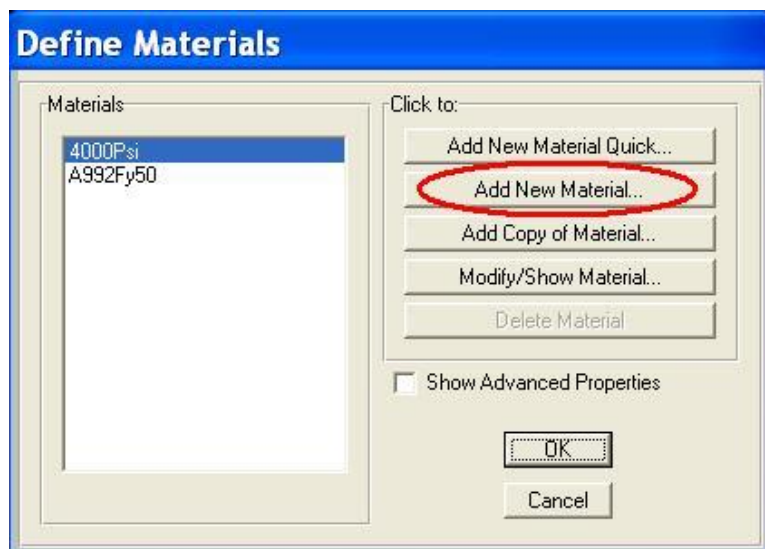 Define Materials
Materials
4000Psi
A992Fy50
Click to:
Add New Material Quick...
Add New Material...
Add Copy of Material...
Modify/Show Material...
Delete Material
Show Advanced Properties
OK
Cancel